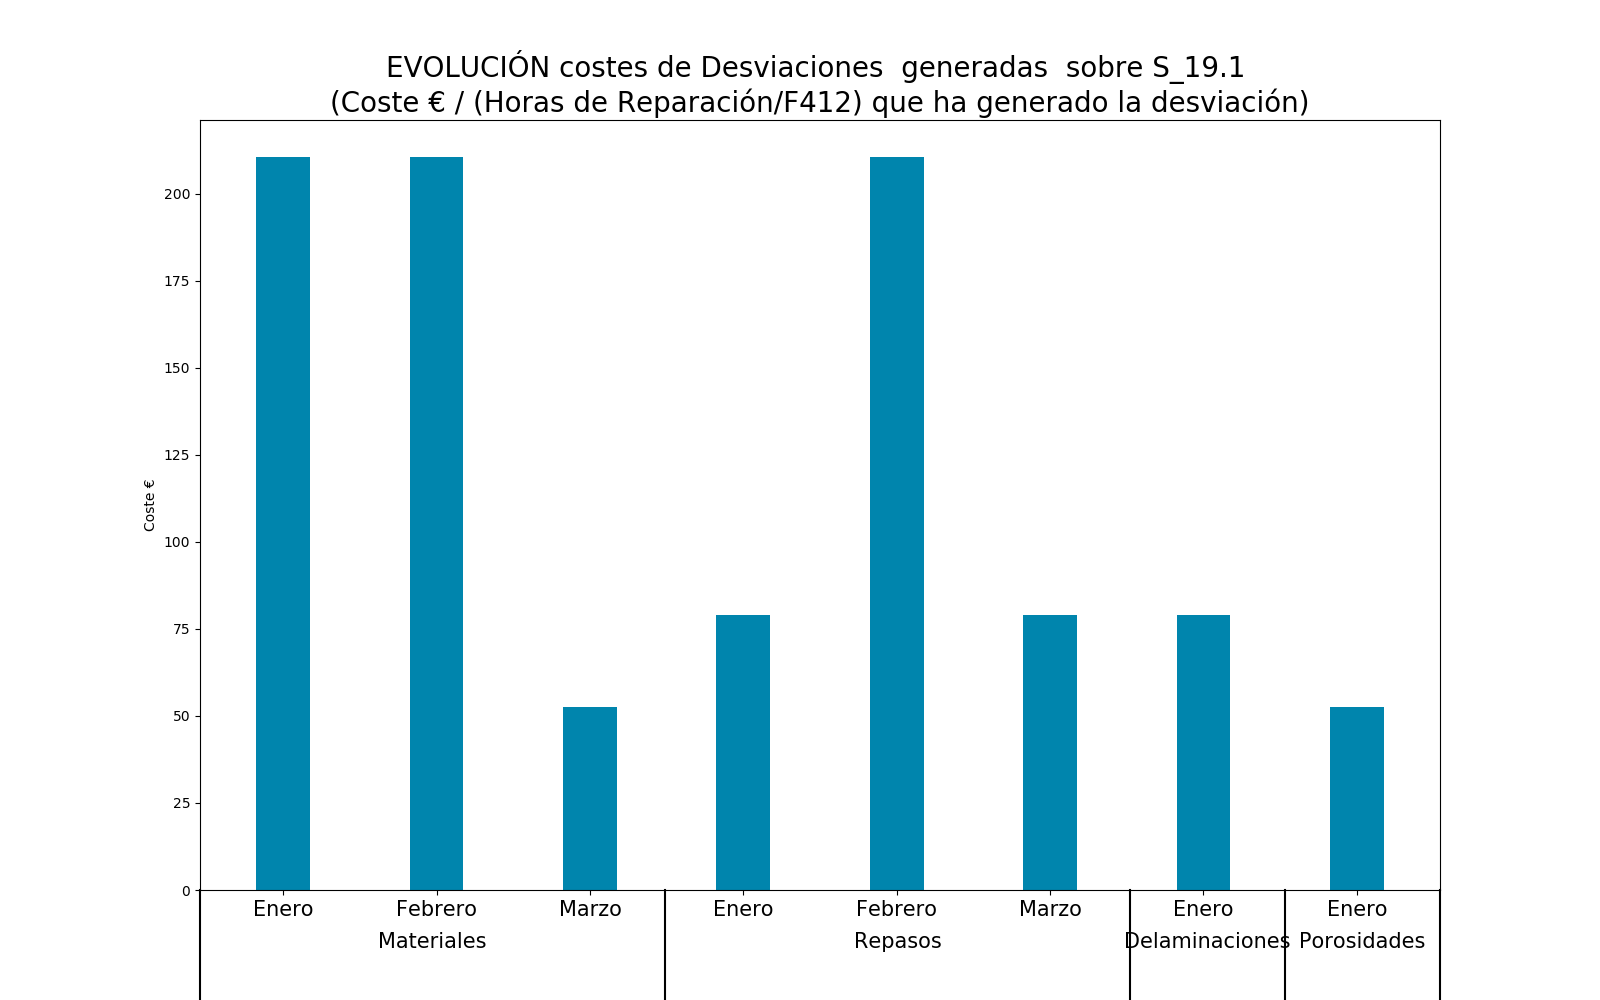 EVOLUCIÓN costes de Desviaciones  generadas  sobre S_19.1
(Coste € / (Horas de Reparación/F412) que ha generado la desviación)
200
175
150
125
100
75
50
25
0
Coste €
Enero Febrero Marzo Enero Febrero Marzo Enero Enero
Materiales Repasos Delaminaciones Porosidades